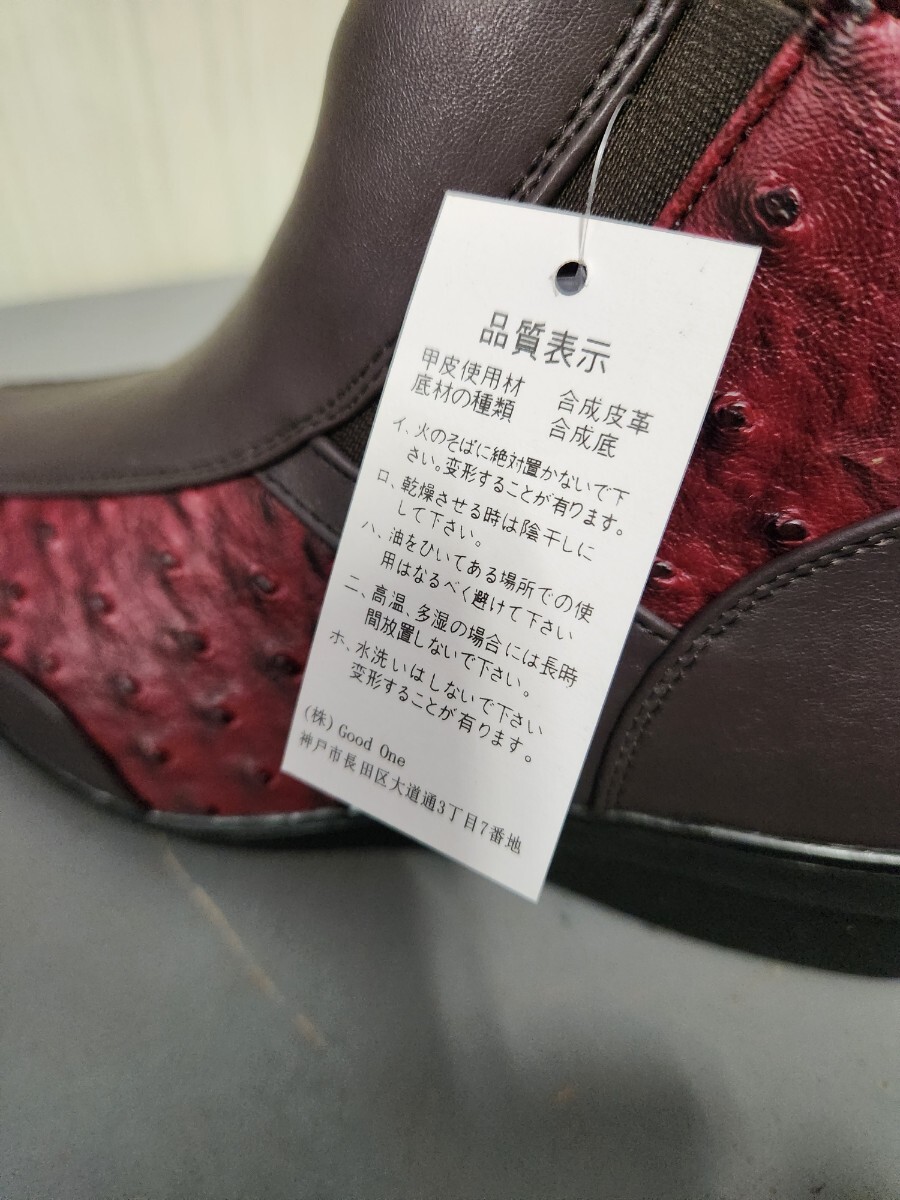 品質表示
甲皮使用材　合成皮革
底材の種類　合成底
イ、火のそばに絶対置かないで下
さい。変形することが有ります。
ロ、乾燥させる時は陰干しに
して下さい。
ハ、油をひいてある場所での使
用はなるべく避けて下さい
ニ、高温、多湿の場合には長時
間放置しないで下さい。
ホ、水洗いはしないで下さい
変形することが有ります。
(株) Good One
神戸市長田区大道通3丁目7番地